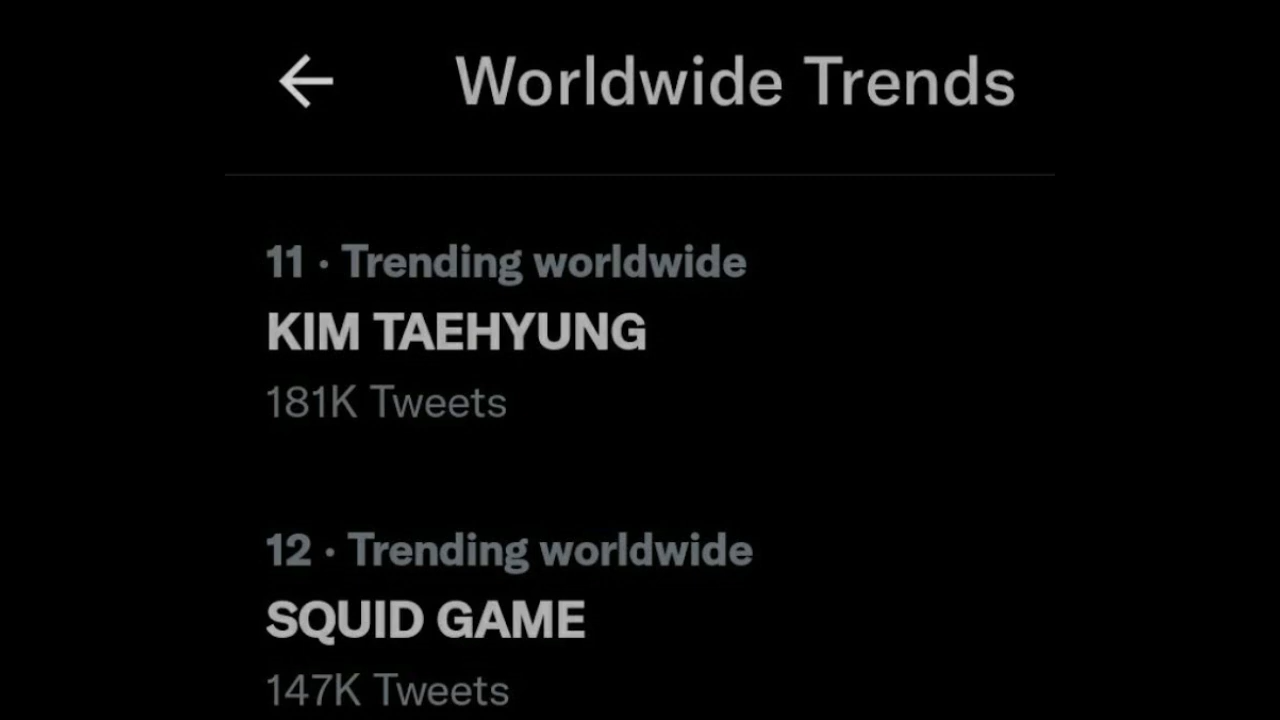 Worldwide Trends
11 · Trending worldwide
KIM TAEHYUNG
181K Tweets
12 · Trending worldwide
SQUID GAME
147K Tweets